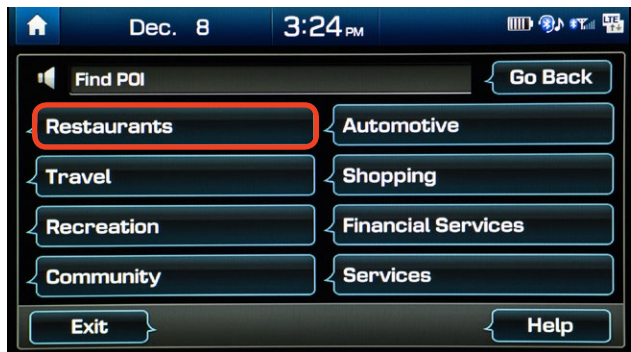 Dec. 8 3:24 PM LTE
Find POI Go Back
Restaurants Automotive
Travel Shopping
Recreation Financial Services
Community Services
Exit Help